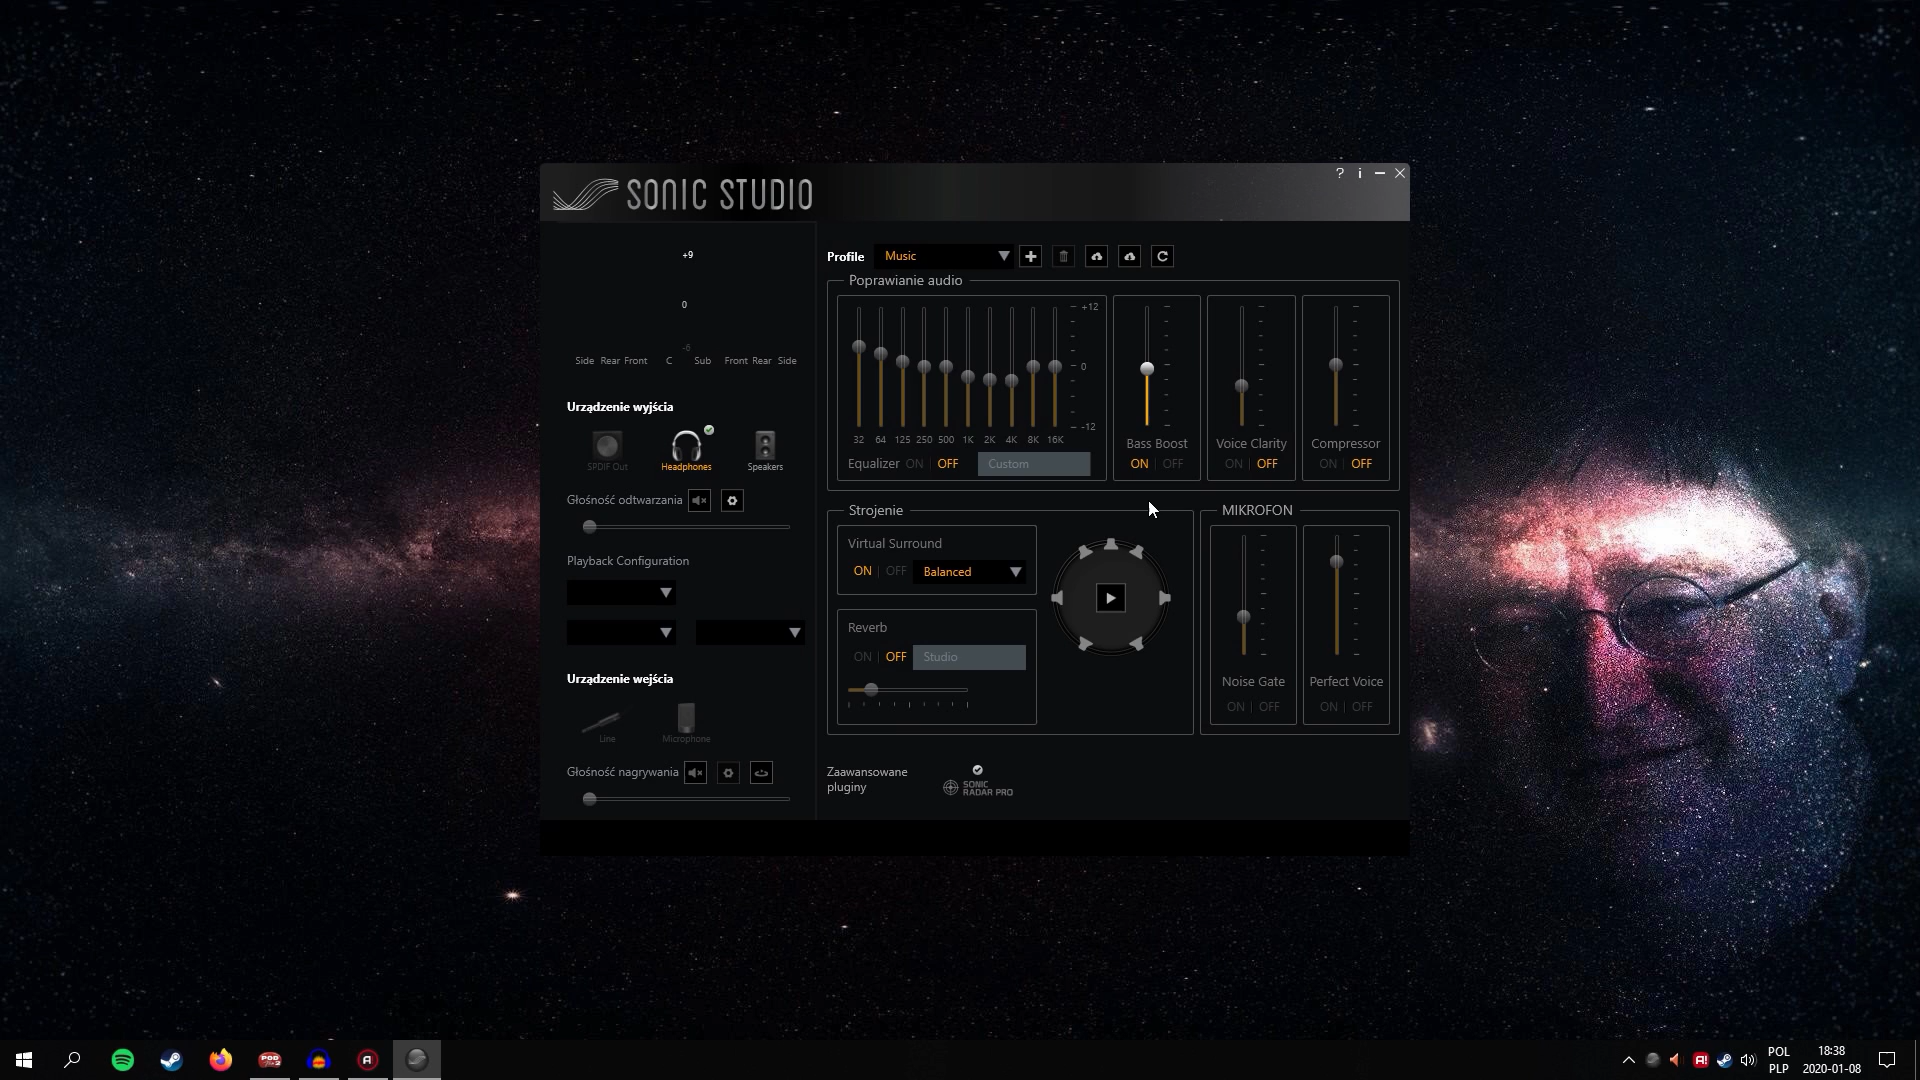 SONIC STUDIO
? i
+9
0
-6
Side Rear Front C Sub Front Rear Side
Urządzenie wyjścia
SPDIF Out Headphones Speakers
Głośność odtwarzania
Playback Configuration
Urządzenie wejścia
Line Microphone
Głośność nagrywania
Profile Music
Poprawianie audio
+12
0
-12
32 64 125 250 500 1K 2K 4K 8K 16K
Equalizer ON | OFF Custom
Bass Boost
ON | OFF
Voice Clarity
ON | OFF
Compressor
ON | OFF
Strojenie
Virtual Surround
ON | OFF Balanced
Reverb
ON | OFF Studio
MIKROFON
Noise Gate
ON | OFF
Perfect Voice
ON | OFF
Zaawansowane
pluginy
SONIC
RADAR PRO
POL
PLP
18:38
2020-01-08